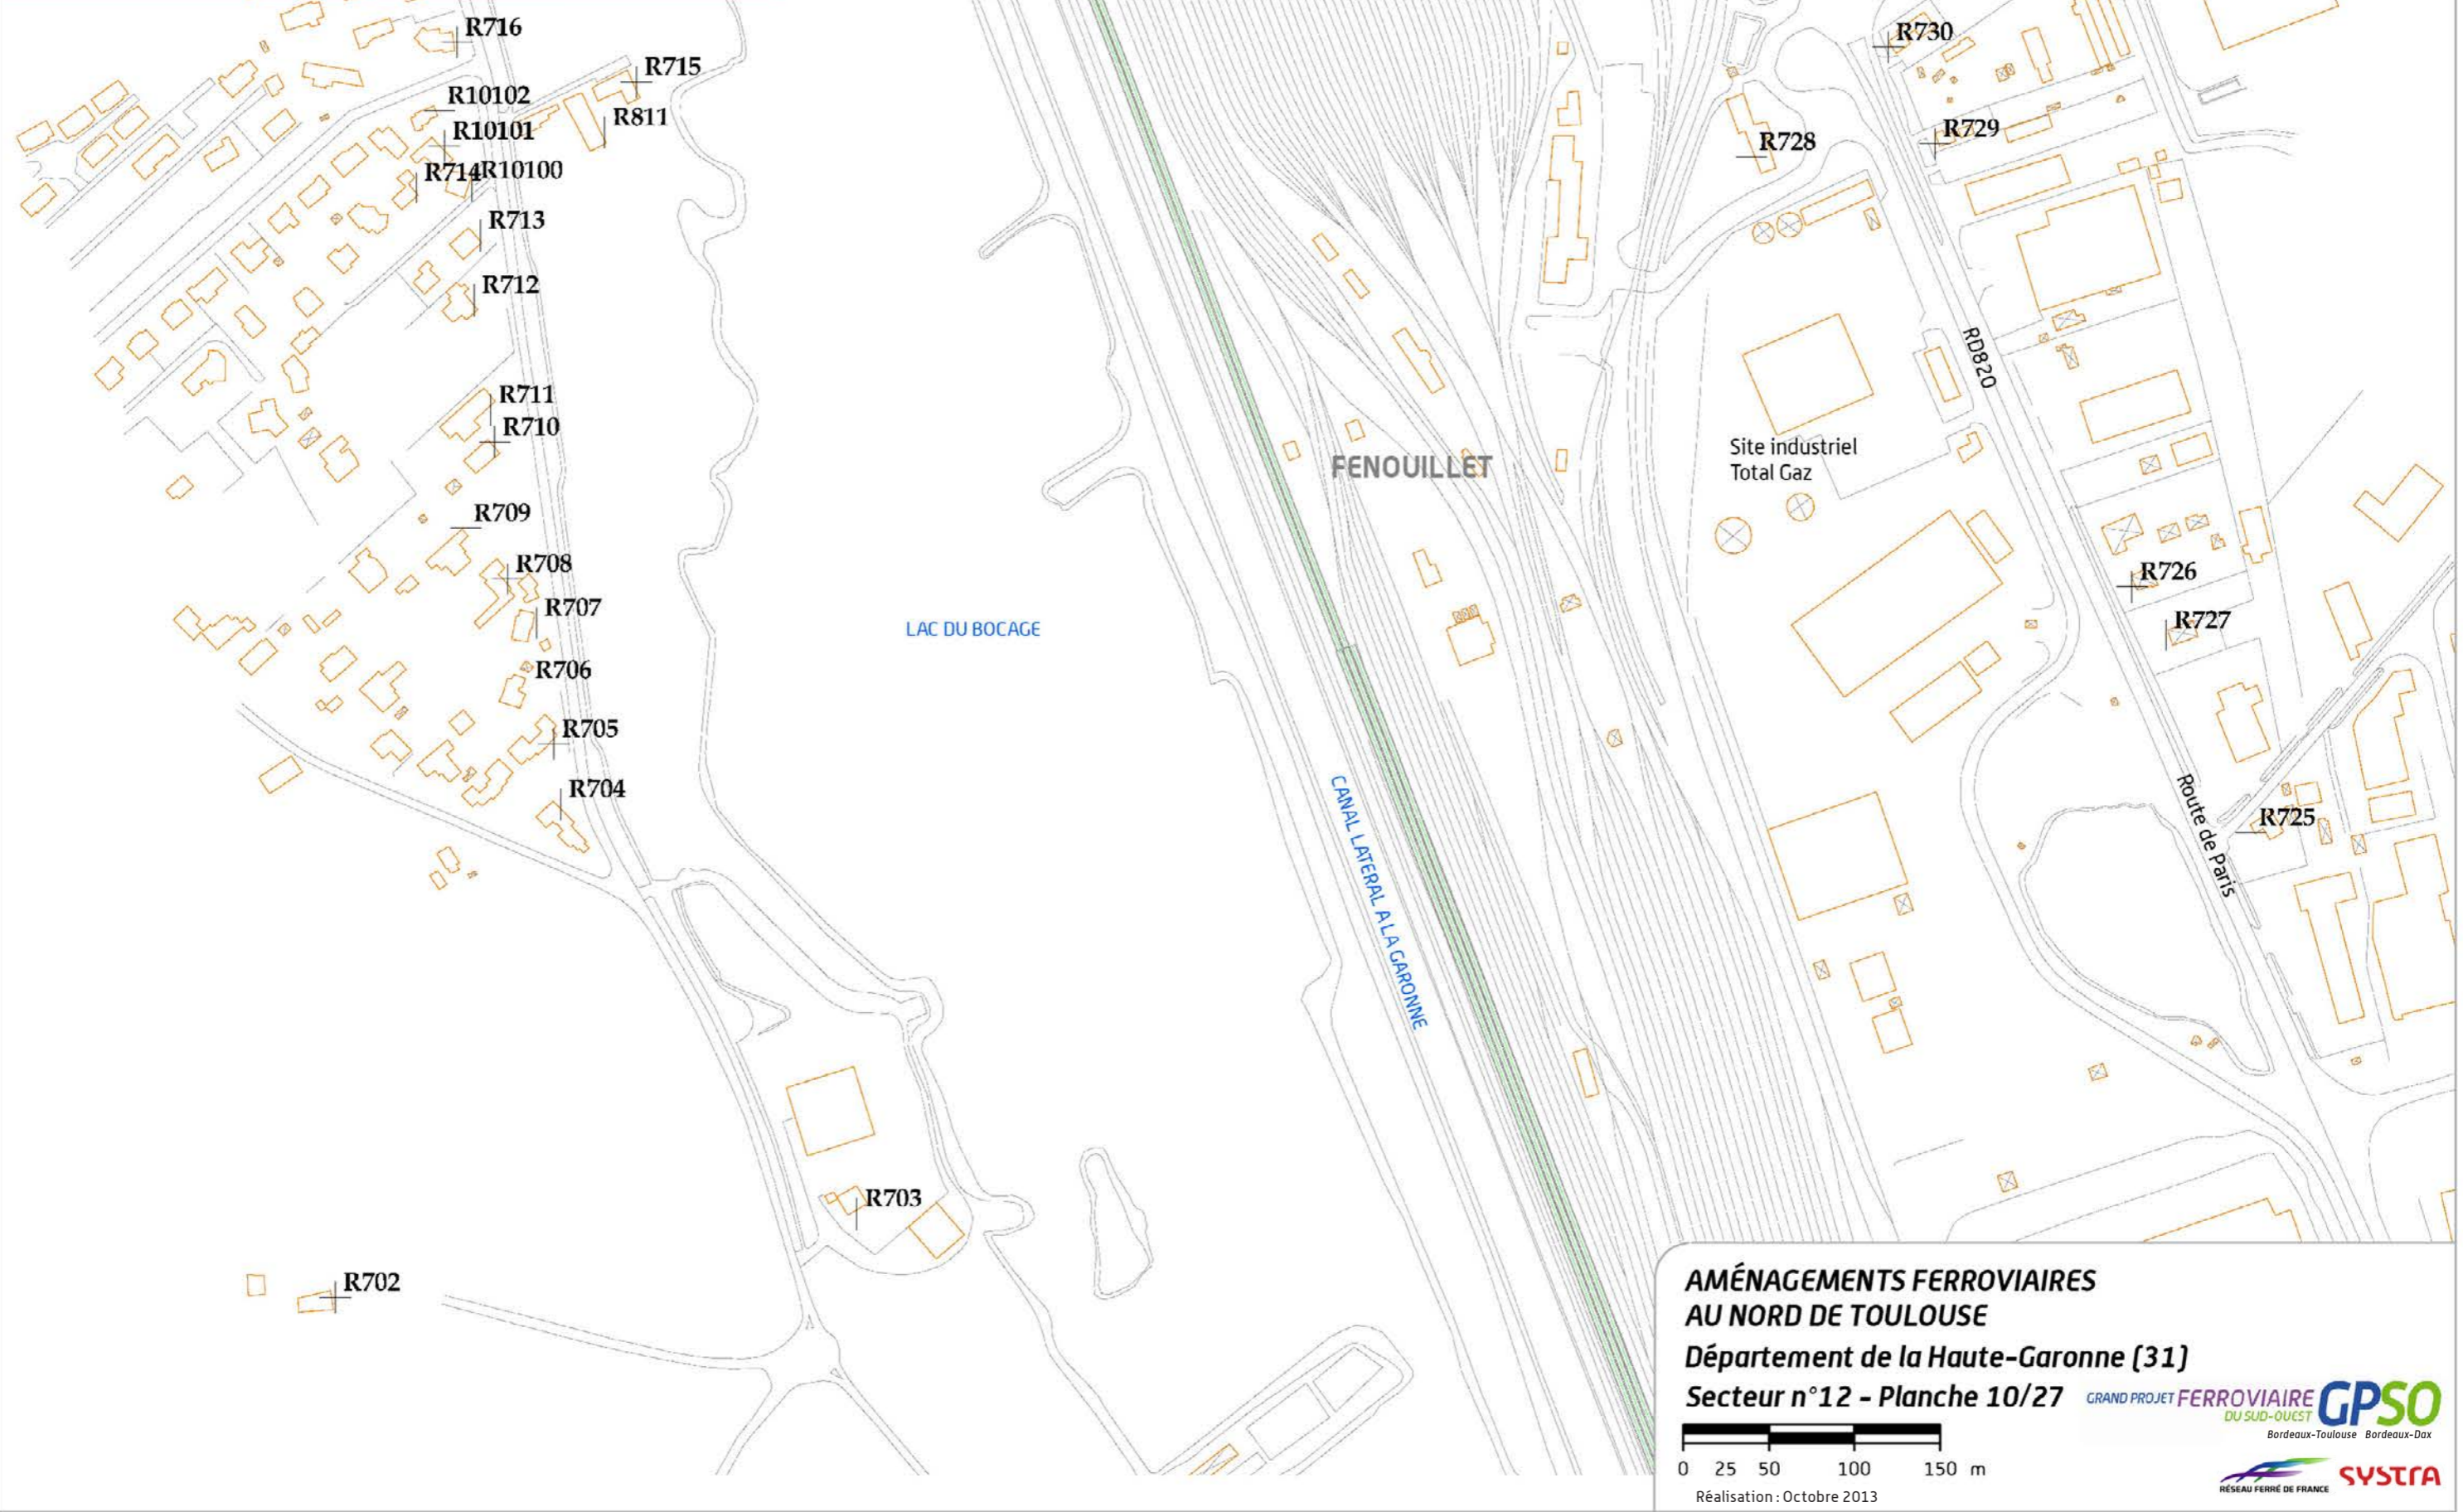 R716
R715
R10102
R811
R10101
R714
R10100
R713
R712
R711
R710
R709
R708
R707
R706
R705
R704
R703
R702
LAC DU BOCAGE
CANAL LATERAL A LA GARONNE
FENOUILLET
R730
R729
R728
RD820
Site industriel
Total Gaz
R726
R727
Route de Paris
R725
AMÉNAGEMENTS FERROVIAIRES
AU NORD DE TOULOUSE
Département de la Haute-Garonne (31)
Secteur n°12 - Planche 10/27
GRAND PROJET FERROVIAIRE
DU SUD-OUEST
GPSO
Bordeaux-Toulouse Bordeaux-Dax
0 25 50 100 150 m
Réalisation : Octobre 2013
RÉSEAU FERRÉ DE FRANCE
SYSTRA